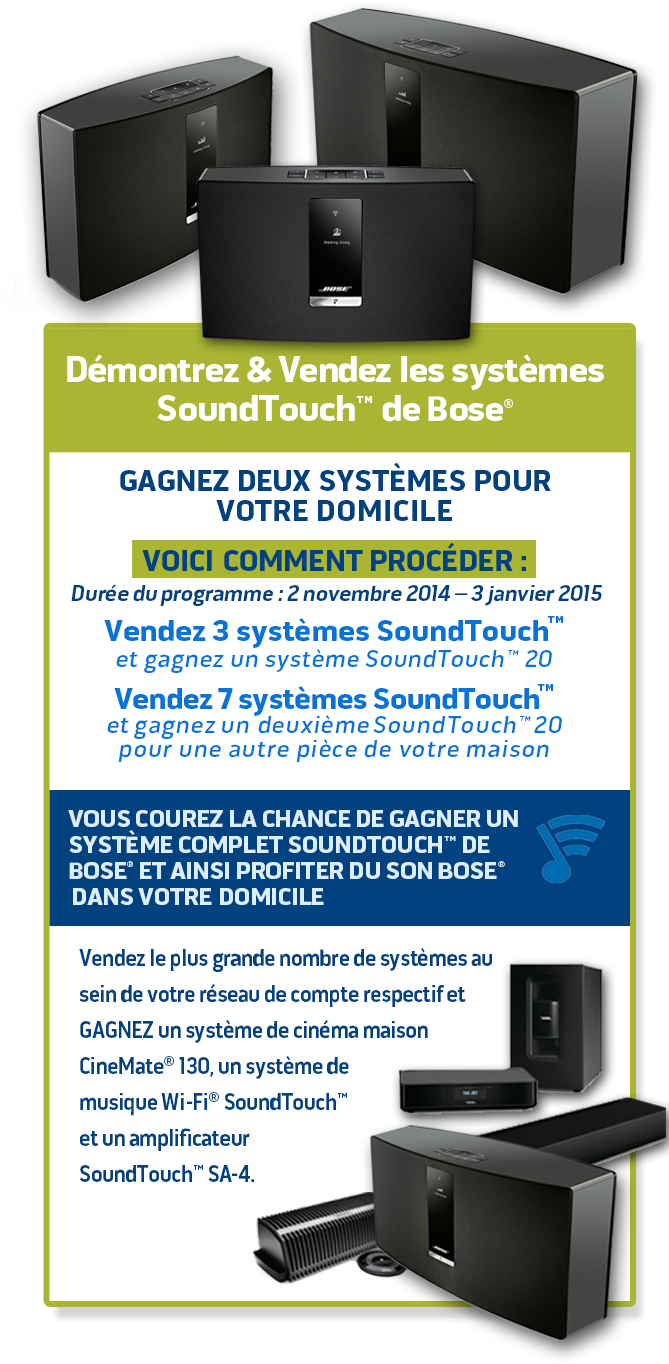 Walking Along
Walking Along
Walking Along
BOSE
Démontrez & Vendez les systèmes
SoundTouch™ de Bose®
GAGNEZ DEUX SYSTÈMES POUR
VOTRE DOMICILE
VOICI COMMENT PROCÉDER :
Durée du programme : 2 novembre 2014 – 3 janvier 2015
Vendez 3 systèmes SoundTouch™
et gagnez un système SoundTouch™ 20
Vendez 7 systèmes SoundTouch™
et gagnez un deuxième SoundTouch™ 20
pour une autre pièce de votre maison
VOUS COUREZ LA CHANCE DE GAGNER UN
SYSTÈME COMPLET SOUNDTOUCH™ DE
BOSE® ET AINSI PROFITER DU SON BOSE®
DANS VOTRE DOMICILE
Vendez le plus grande nombre de systèmes au
sein de votre réseau de compte respectif et
GAGNEZ un système de cinéma maison
CineMate® 130, un système de
musique Wi-Fi® SoundTouch™
et un amplificateur
SoundTouch™ SA-4.
BOSE